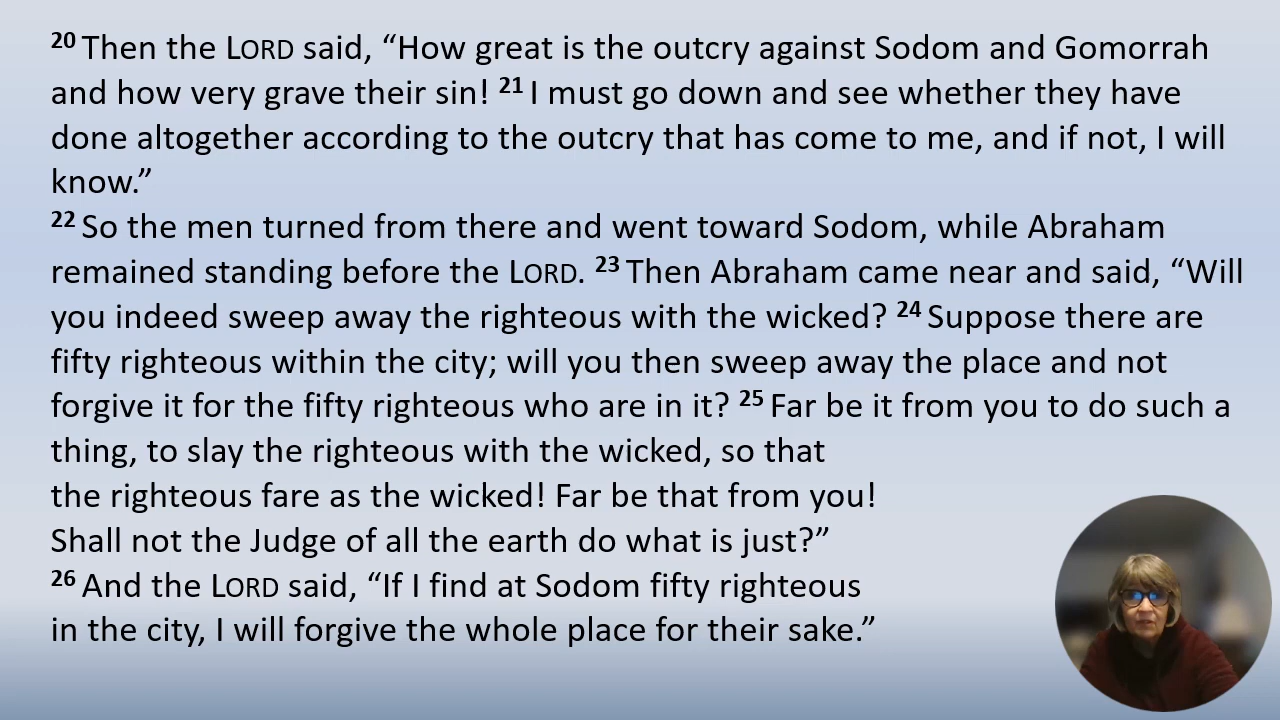 20 Then the LORD said, “How great is the outcry against Sodom and Gomorrah
and how very grave their sin! 21 I must go down and see whether they have
done altogether according to the outcry that has come to me, and if not, I will
know.”
22 So the men turned from there and went toward Sodom, while Abraham
remained standing before the LORD. 23 Then Abraham came near and said, “Will
you indeed sweep away the righteous with the wicked? 24 Suppose there are
fifty righteous within the city; will you then sweep away the place and not
forgive it for the fifty righteous who are in it? 25 Far be it from you to do such a
thing, to slay the righteous with the wicked, so that
the righteous fare as the wicked! Far be that from you!
Shall not the Judge of all the earth do what is just?”
26 And the LORD said, “If I find at Sodom fifty righteous
in the city, I will forgive the whole place for their sake.”